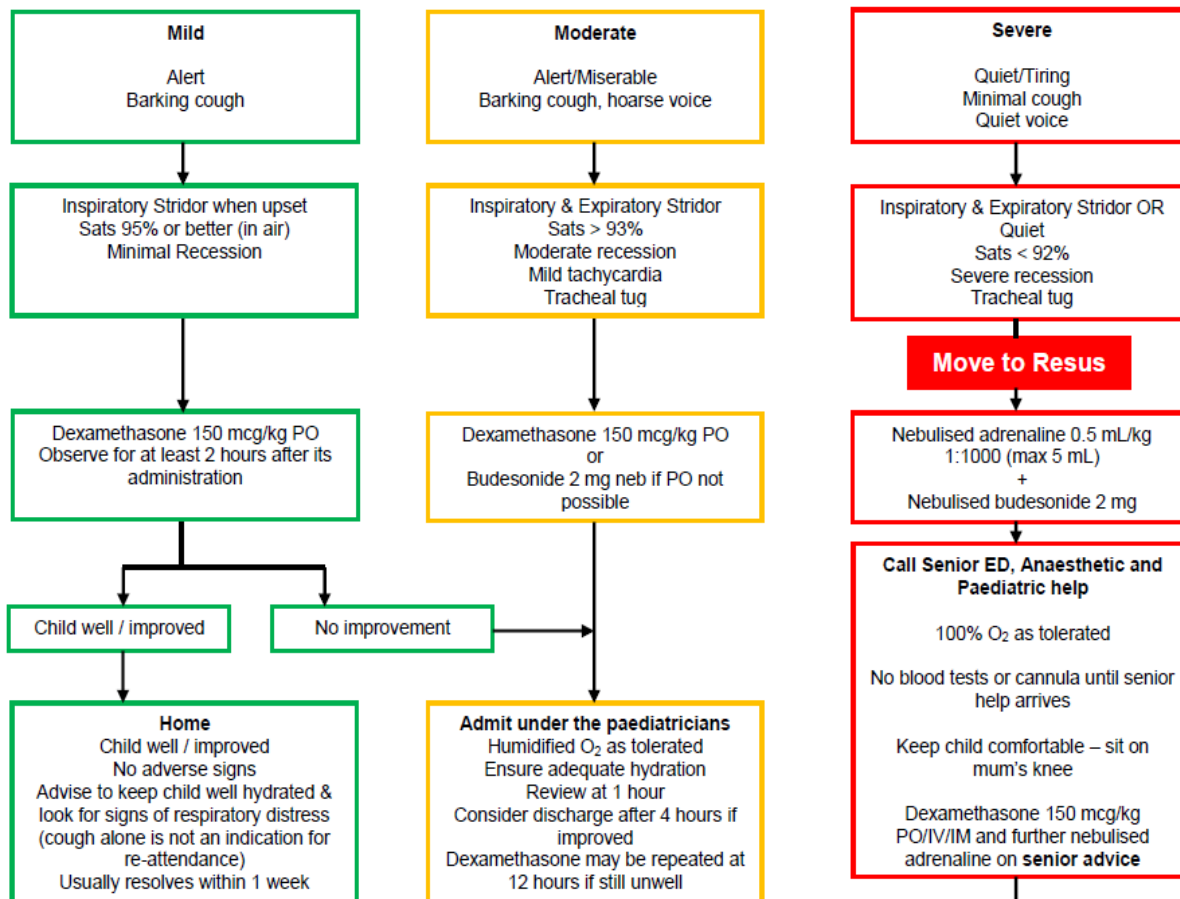 Mild
Alert
Barking cough
Moderate
Alert/Miserable
Barking cough, hoarse voice
Severe
Quiet/Tiring
Minimal cough
Quiet voice
Inspiratory Stridor when upset
Sats 95% or better (in air)
Minimal Recession
Inspiratory & Expiratory Stridor
Sats > 93%
Moderate recession
Mild tachycardia
Tracheal tug
Inspiratory & Expiratory Stridor OR
Quiet
Sats < 92%
Severe recession
Tracheal tug
Move to Resus
Dexamethasone 150 mcg/kg PO
Observe for at least 2 hours after its
administration
Dexamethasone 150 mcg/kg PO
or
Budesonide 2 mg neb if PO not
possible
Nebulised adrenaline 0.5 mL/kg
1:1000 (max 5 mL)
+
Nebulised budesonide 2 mg
Child well / improved
No improvement
Call Senior ED, Anaesthetic and
Paediatric help
100% O₂ as tolerated
No blood tests or cannula until senior
help arrives
Keep child comfortable – sit on
mum's knee
Dexamethasone 150 mcg/kg
PO/IV/IM and further nebulised
adrenaline on senior advice
Home
Child well / improved
No adverse signs
Advise to keep child well hydrated &
look for signs of respiratory distress
(cough alone is not an indication for
re-attendance)
Usually resolves within 1 week
Admit under the paediatricians
Humidified O₂ as tolerated
Ensure adequate hydration
Review at 1 hour
Consider discharge after 4 hours if
improved
Dexamethasone may be repeated at
12 hours if still unwell